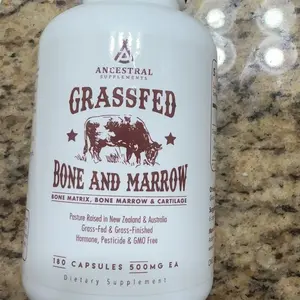 ANCESTRAL
SUPPLEMENTS
GRASSFED
BONE AND MARROW
BONE MATRIX, BONE MARROW & CARTILAGE
Pasture Raised in New Zealand & Australia
Grass-Fed & Grass-Finished
Hormone, Pesticide & GMO Free
180 CAPSULES 500MG EA
Dietary Supplement